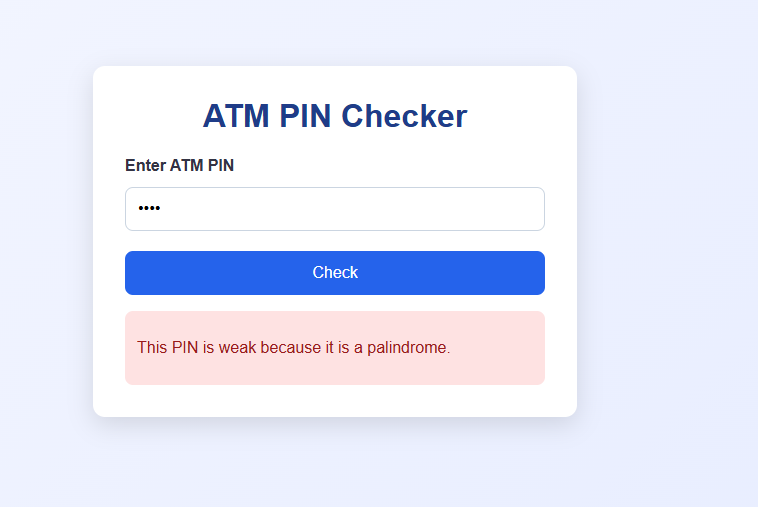 ATM PIN Checker
Enter ATM PIN
••••
Check
This PIN is weak because it is a palindrome.